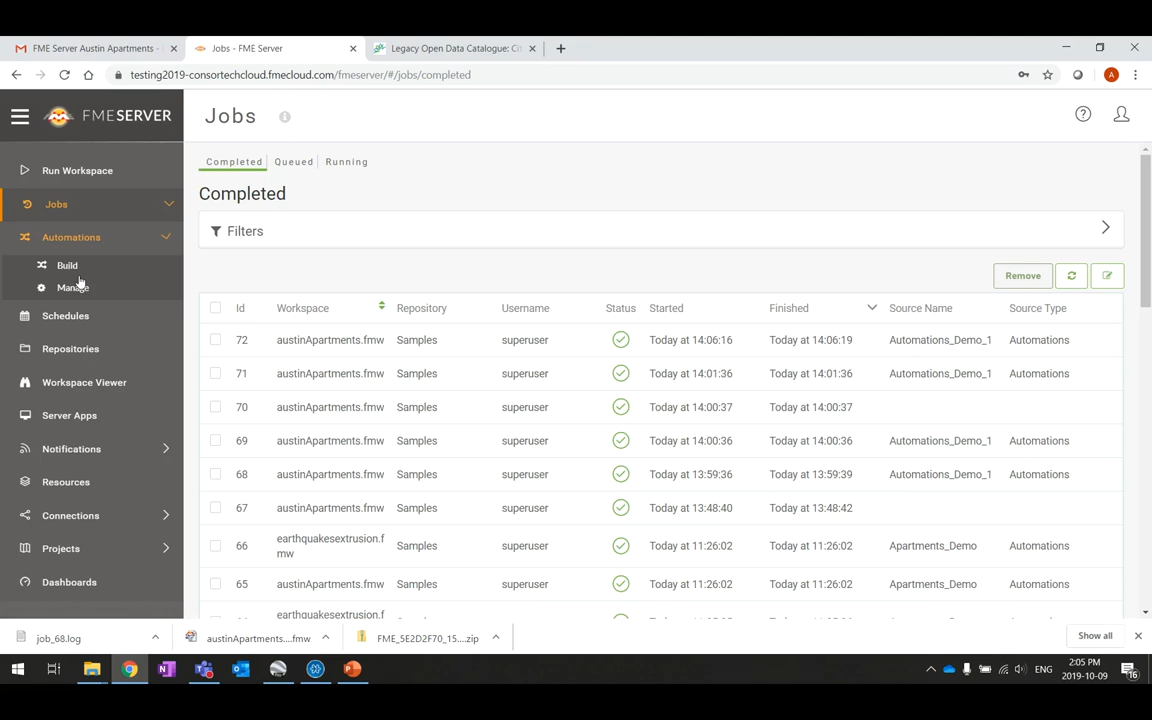 FME Server Austin Apartments -
Jobs - FME Server
Legacy Open Data Catalogue: Ci
testing2019-consortechcloud.fmecloud.com/fmeserver/#/jobs/completed
A
FMESERVER
Jobs
Run Workspace
Jobs
Automations
Build
Manage
Schedules
Repositories
Workspace Viewer
Server Apps
Notifications
Resources
Connections
Projects
Dashboards
Completed Queued Running
Completed
Filters
Remove
Id Workspace Repository Username Status Started Finished Source Name Source Type
72 austinApartments.fmw Samples superuser Today at 14:06:16 Today at 14:06:19 Automations_Demo_1 Automations
71 austinApartments.fmw Samples superuser Today at 14:01:36 Today at 14:01:36 Automations_Demo_1 Automations
70 austinApartments.fmw Samples superuser Today at 14:00:37 Today at 14:00:37
69 austinApartments.fmw Samples superuser Today at 14:00:36 Today at 14:00:36 Automations_Demo_1 Automations
68 austinApartments.fmw Samples superuser Today at 13:59:36 Today at 13:59:39 Automations_Demo_1 Automations
67 austinApartments.fmw Samples superuser Today at 13:48:40 Today at 13:48:42
66 earthquakesextrusion.f
mw Samples superuser Today at 11:26:02 Today at 11:26:02 Apartments_Demo Automations
65 austinApartments.fmw Samples superuser Today at 11:26:02 Today at 11:26:02 Apartments_Demo Automations
earthquakesextrusion.f
job_68.log
austinApartments....fmw
FME_5E2D2F70_15....zip
Show all
ENG
2:05 PM
2019-10-09
16